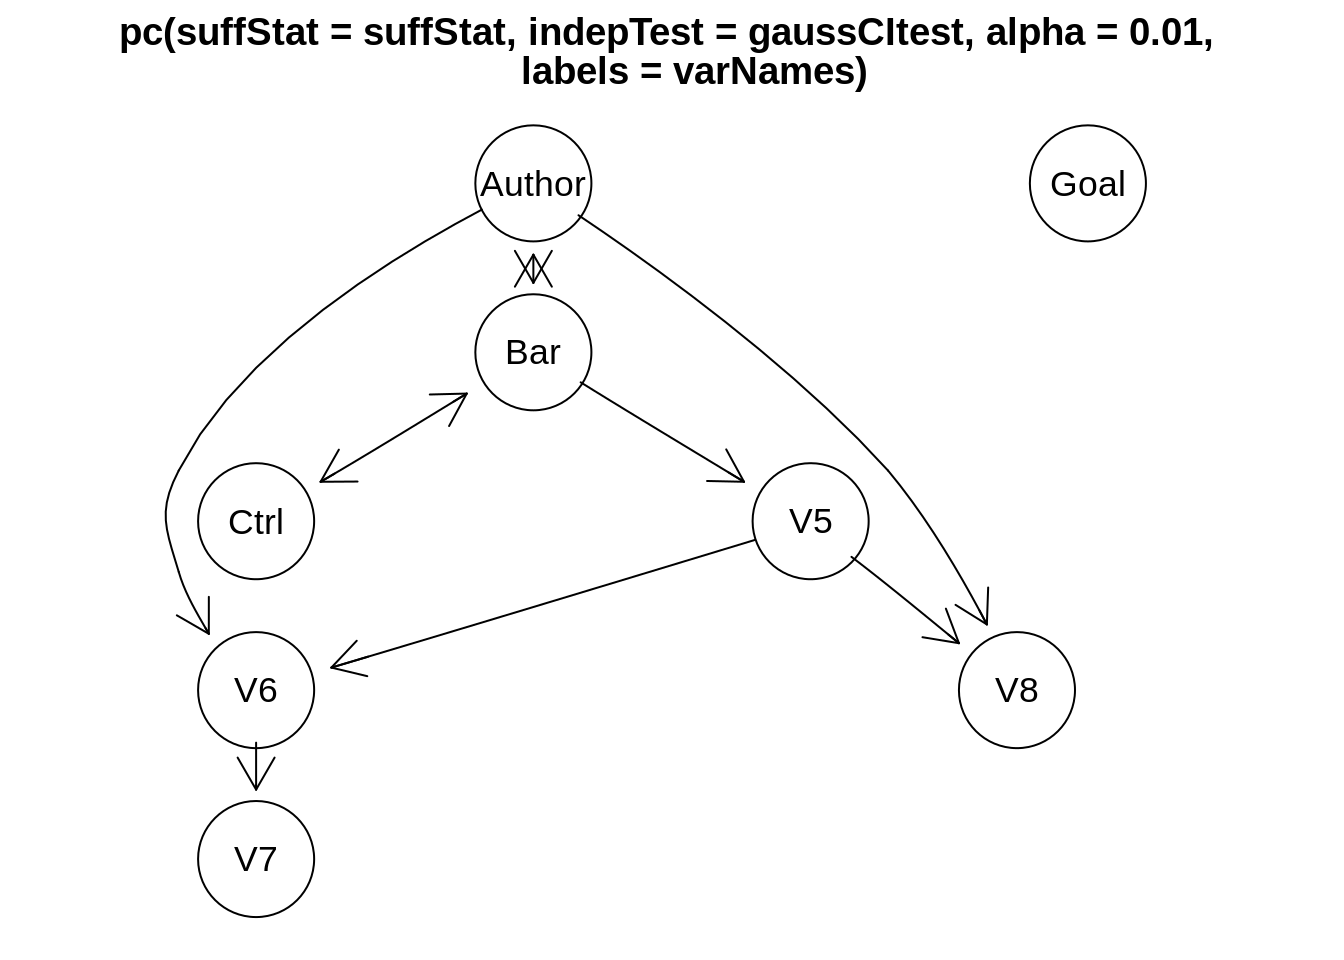 pc(suffStat = suffStat, indepTest = gaussCItest, alpha = 0.01,
labels = varNames)
Author
Goal
Bar
Ctrl
V5
V6
V8
V7